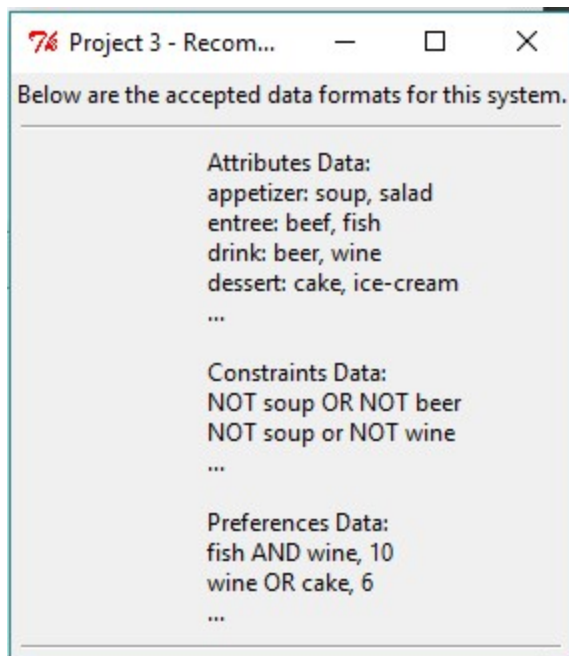 Project 3 - Recom...
Below are the accepted data formats for this system.
Attributes Data:
appetizer: soup, salad
entree: beef, fish
drink: beer, wine
dessert: cake, ice-cream
...
Constraints Data:
NOT soup OR NOT beer
NOT soup or NOT wine
...
Preferences Data:
fish AND wine, 10
wine OR cake, 6
...